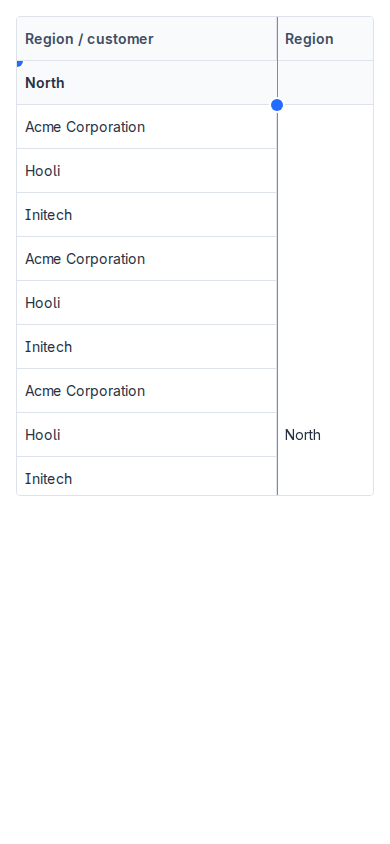 Region / customer Region
North
Acme Corporation
Hooli
Initech
Acme Corporation
Hooli
Initech
Acme Corporation
Hooli North
Initech